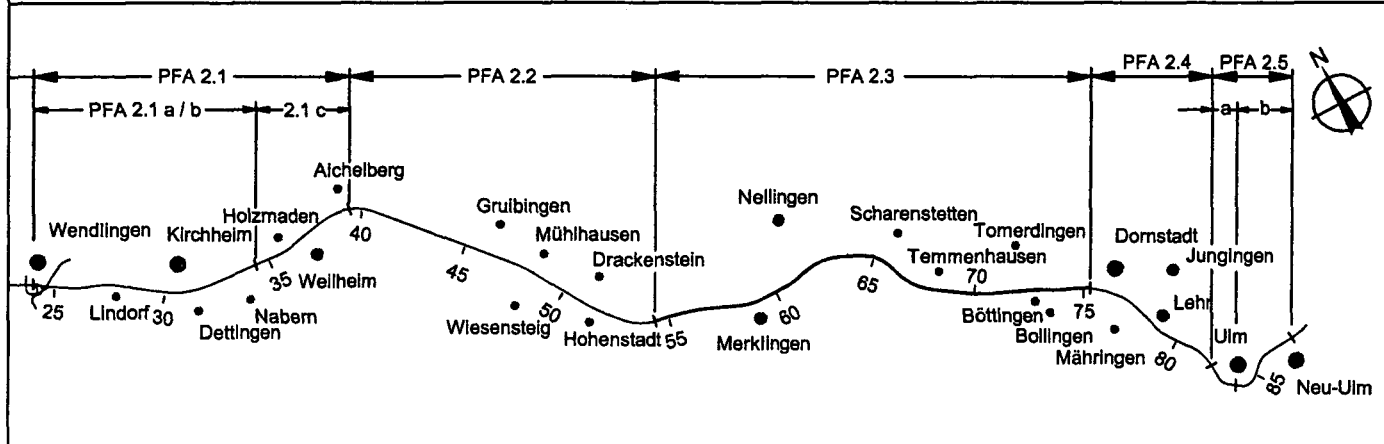 PFA 2.1
PFA 2.2
PFA 2.3
PFA 2.4
PFA 2.5
N
PFA 2.1 a / b
2.1 c
a
b
Aichelberg
Nellingen
Gruibingen
Scharenstetten
Holzmaden
Wendlingen
Kirchheim
40
Mühlhausen
Tomerdingen
Dornstadt
Weilheim
Drackenstein
Temmenhausen
Jungingen
35
45
65
70
25
Lindorf
30
Nabern
Dettingen
50
60
75
Lehr
Wiesensteig
Hohenstadt
55
Merklingen
Böttingen
Bollingen
Mähringen
80
Ulm
85
Neu-Ulm